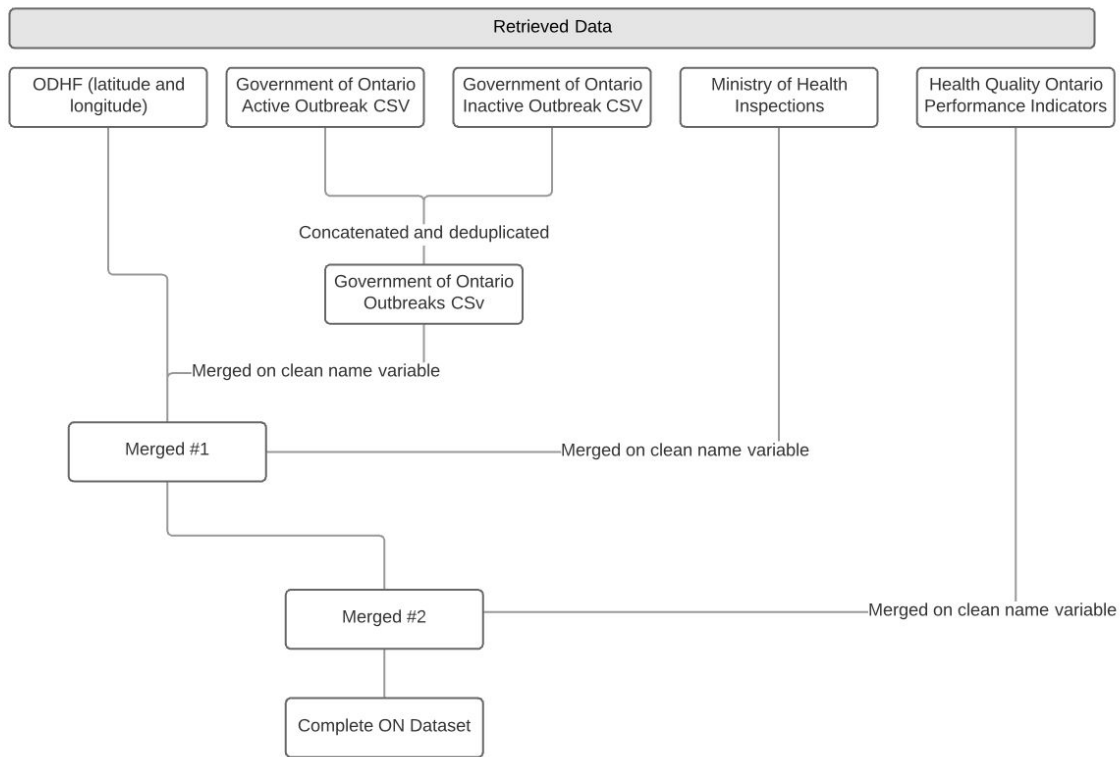 Retrieved Data
ODHF (latitude and
longitude)
Government of Ontario
Active Outbreak CSV
Government of Ontario
Inactive Outbreak CSV
Ministry of Health
Inspections
Health Quality Ontario
Performance Indicators
Concatenated and deduplicated
Government of Ontario
Outbreaks CSv
Merged on clean name variable
Merged #1
Merged on clean name variable
Merged #2
Merged on clean name variable
Complete ON Dataset